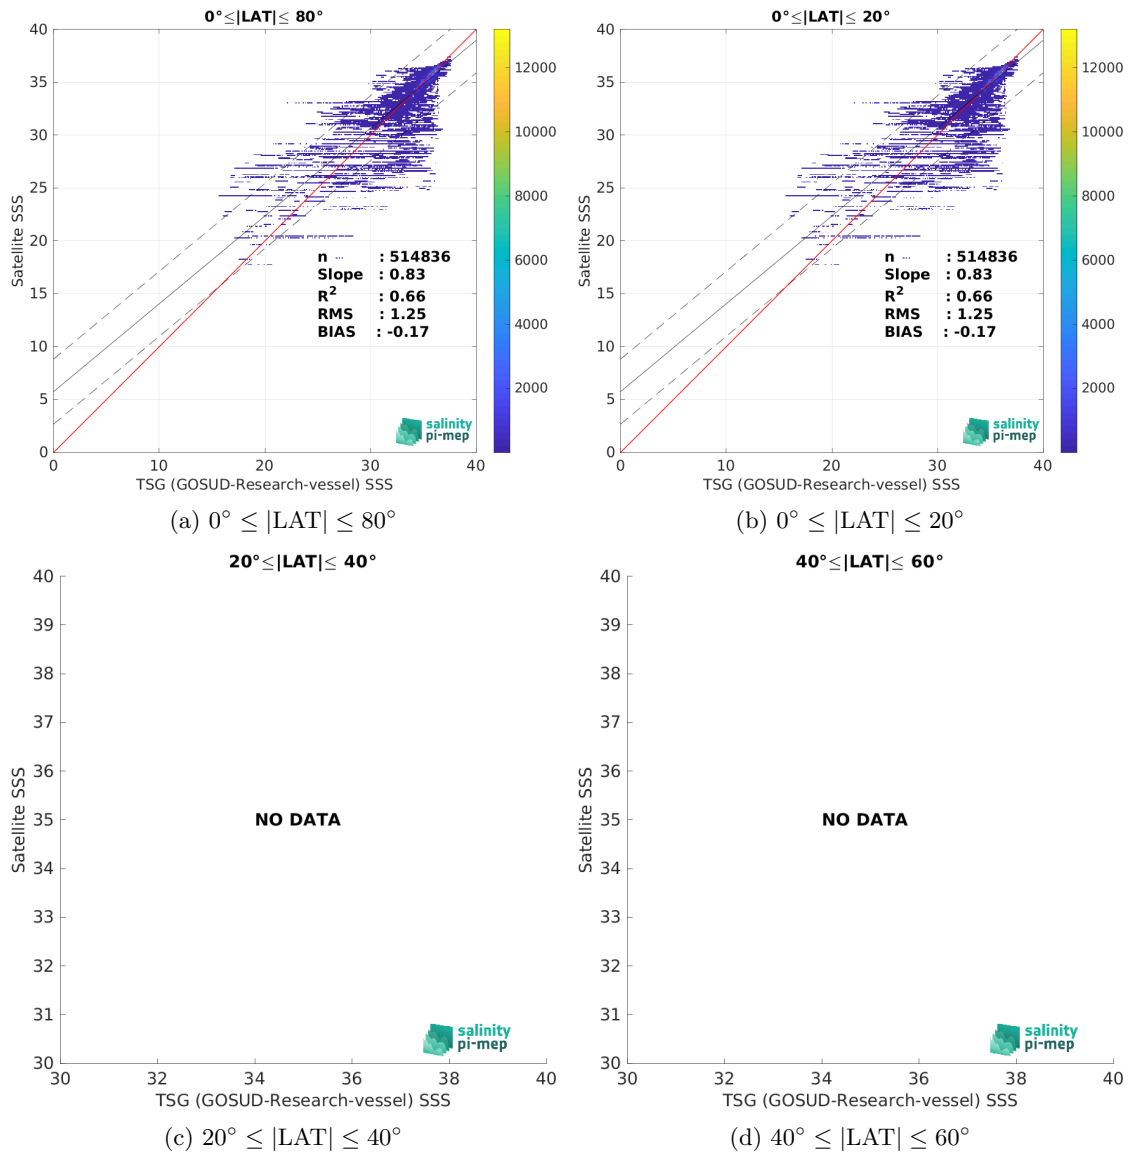 0°≤|LAT|≤ 80°
40
35
30
25
20
15
10
5
0
Satellite SSS
n : 514836
Slope : 0.83
R² : 0.66
RMS : 1.25
BIAS : -0.17
salinity
pi-mep
0 10 20 30 40
TSG (GOSUD-Research-vessel) SSS
12000
10000
8000
6000
4000
2000
(a) 0° ≤ |LAT| ≤ 80°
0°≤|LAT|≤ 20°
40
35
30
25
20
15
10
5
0
Satellite SSS
n : 514836
Slope : 0.83
R² : 0.66
RMS : 1.25
BIAS : -0.17
salinity
pi-mep
0 10 20 30 40
TSG (GOSUD-Research-vessel) SSS
12000
10000
8000
6000
4000
2000
(b) 0° ≤ |LAT| ≤ 20°
20°≤|LAT|≤ 40°
40
39
38
37
36
35
34
33
32
31
30
Satellite SSS
NO DATA
salinity
pi-mep
30 32 34 36 38 40
TSG (GOSUD-Research-vessel) SSS
(c) 20° ≤ |LAT| ≤ 40°
40°≤|LAT|≤ 60°
40
39
38
37
36
35
34
33
32
31
30
Satellite SSS
NO DATA
salinity
pi-mep
30 32 34 36 38 40
TSG (GOSUD-Research-vessel) SSS
(d) 40° ≤ |LAT| ≤ 60°